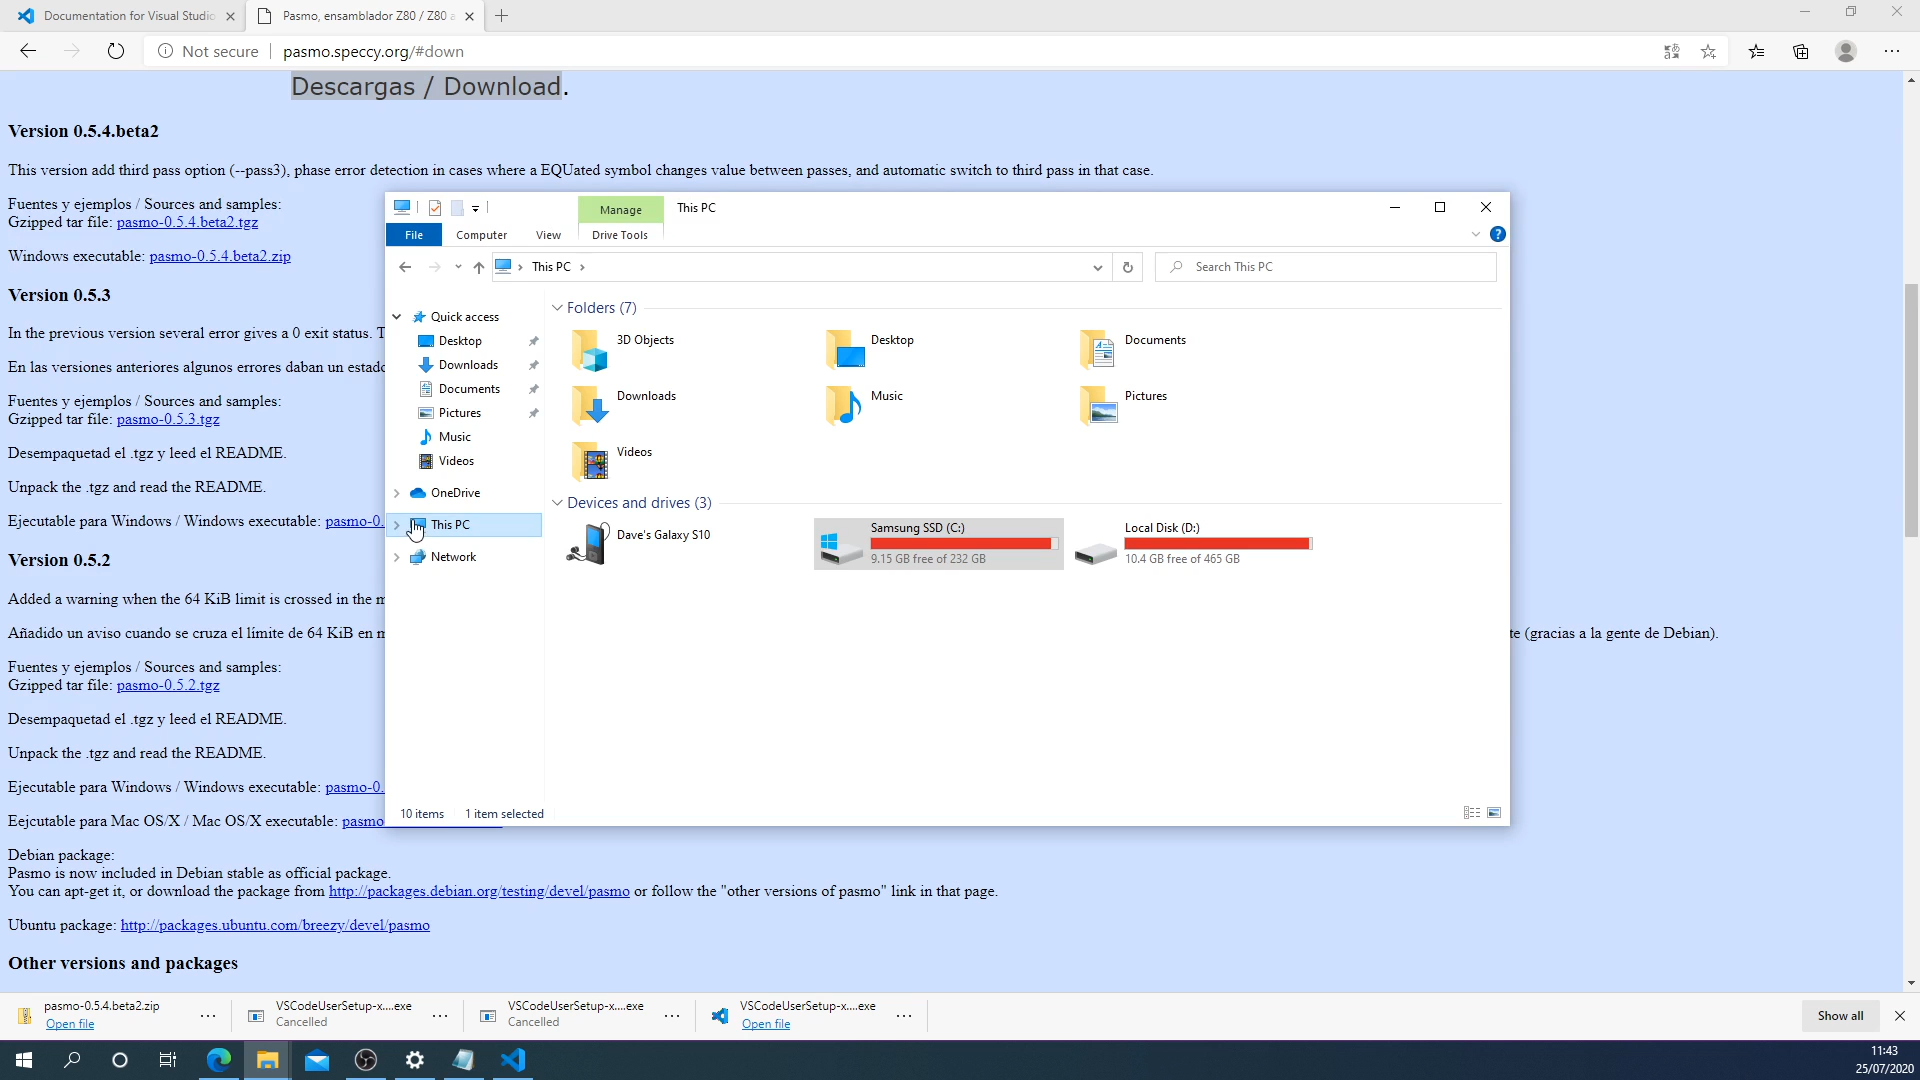 Documentation for Visual Studio
Pasmo, ensamblador Z80 / Z80 a
Not secure
pasmo.speccy.org/#down
Descargas / Download.
Version 0.5.4.beta2
This version add third pass option (--pass3), phase error detection in cases where a EQUated symbol changes value between passes, and automatic switch to third pass in that case.
Fuentes y ejemplos / Sources and samples:
Gzipped tar file: pasmo-0.5.4.beta2.tgz
Windows executable: pasmo-0.5.4.beta2.zip
Version 0.5.3
In the previous version several error gives a 0 exit status. T
En las versiones anteriores algunos errores daban un estado
Fuentes y ejemplos / Sources and samples:
Gzipped tar file: pasmo-0.5.3.tgz
Desempaquetad el .tgz y leed el README.
Unpack the .tgz and read the README.
Ejecutable para Windows / Windows executable: pasmo-0.
Version 0.5.2
Added a warning when the 64 KiB limit is crossed in the m
Añadido un aviso cuando se cruza el límite de 64 KiB en m
te (gracias a la gente de Debian).
Fuentes y ejemplos / Sources and samples:
Gzipped tar file: pasmo-0.5.2.tgz
Desempaquetad el .tgz y leed el README.
Unpack the .tgz and read the README.
Ejecutable para Windows / Windows executable: pasmo-0.
Eejcutable para Mac OS/X / Mac OS/X executable: pasmo
Debian package:
Pasmo is now included in Debian stable as official package.
You can apt-get it, or download the package from http://packages.debian.org/testing/devel/pasmo or follow the "other versions of pasmo" link in that page.
Ubuntu package: http://packages.ubuntu.com/breezy/devel/pasmo
Other versions and packages
Manage
This PC
File
Computer
View
Drive Tools
This PC
Search This PC
Quick access
Desktop
Downloads
Documents
Pictures
Music
Videos
OneDrive
This PC
Network
Folders (7)
3D Objects
Desktop
Documents
Downloads
Music
Pictures
Videos
Devices and drives (3)
Dave's Galaxy S10
Samsung SSD (C:)
9.15 GB free of 232 GB
Local Disk (D:)
10.4 GB free of 465 GB
10 items
1 item selected
pasmo-0.5.4.beta2.zip
Open file
VSCodeUserSetup-x....exe
Cancelled
VSCodeUserSetup-x....exe
Cancelled
VSCodeUserSetup-x....exe
Open file
Show all
11:43
25/07/2020